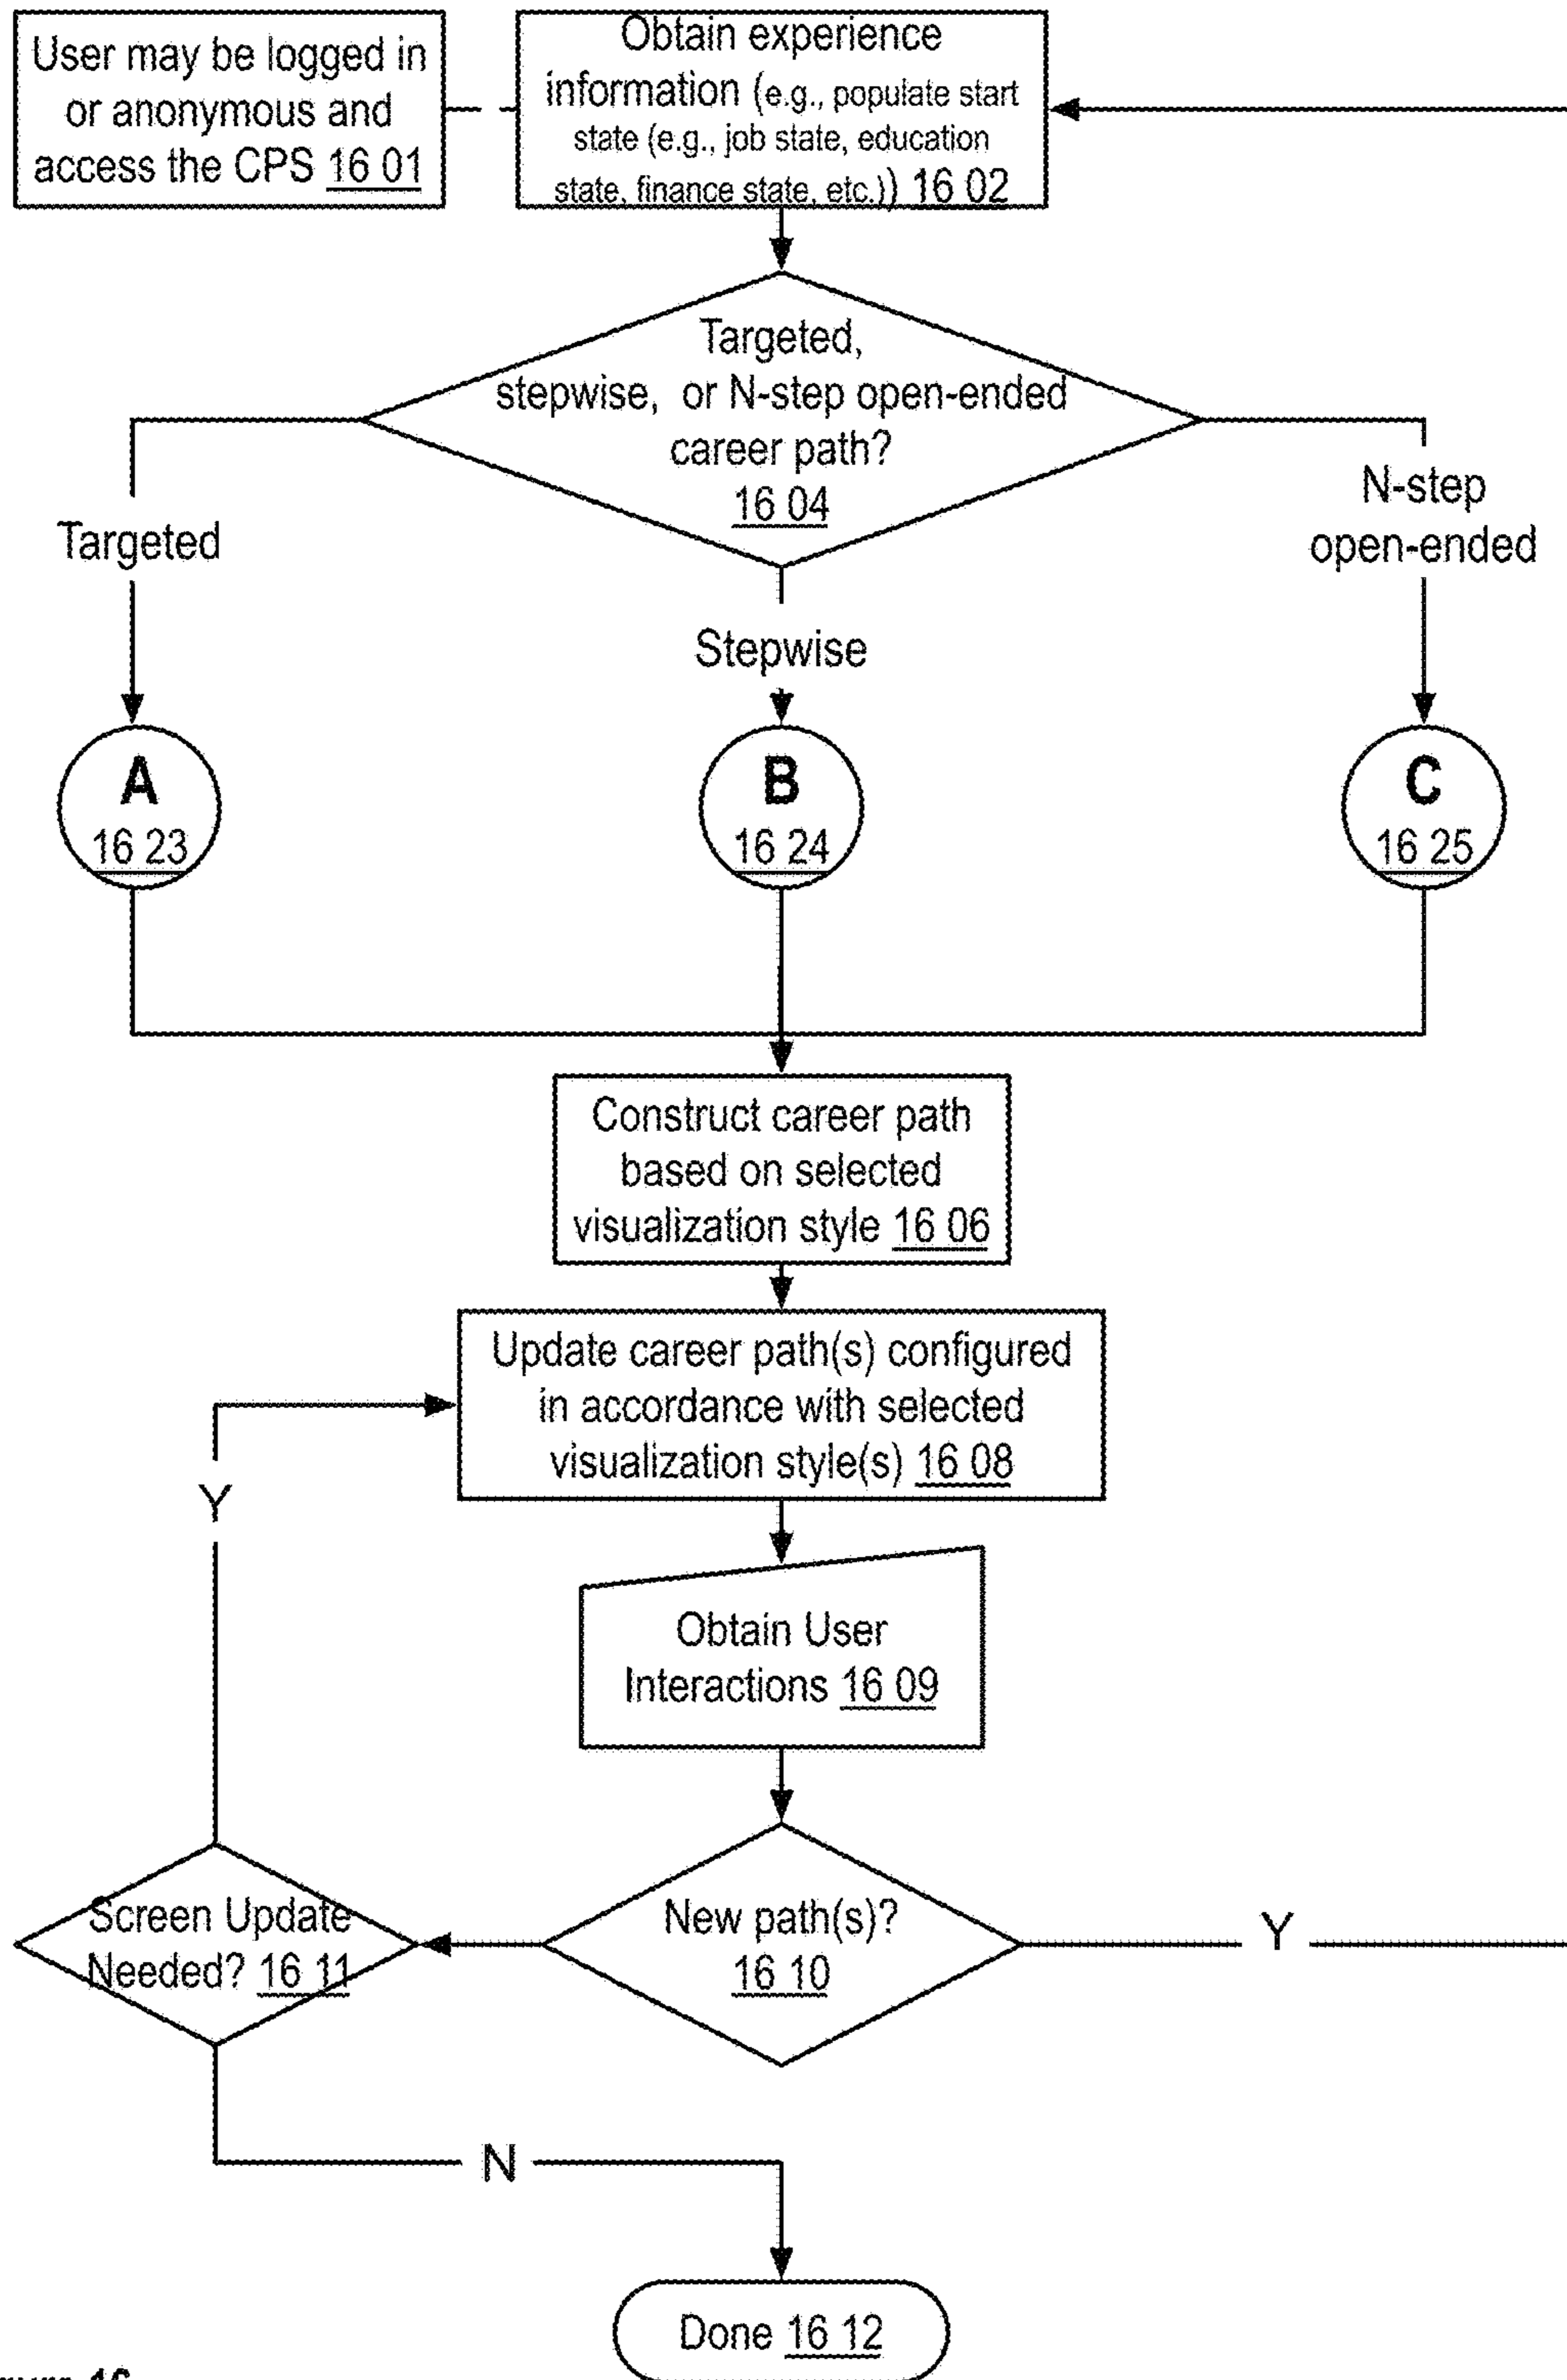 User may be logged in
or anonymous and
access the CPS 16 01
Obtain experience
information (e.g., populate start
state (e.g., job state, education
state, finance state, etc.)) 16 02
Targeted,
stepwise, or N-step open-ended
career path?
16 04
Targeted
Stepwise
N-step
open-ended
A
16 23
B
16 24
C
16 25
Construct career path
based on selected
visualization style 16 06
Update career path(s) configured
in accordance with selected
visualization style(s) 16 08
Y
Obtain User
Interactions 16 09
Screen Update
Needed? 16 11
New path(s)?
16 10
Y
N
Done 16 12
16